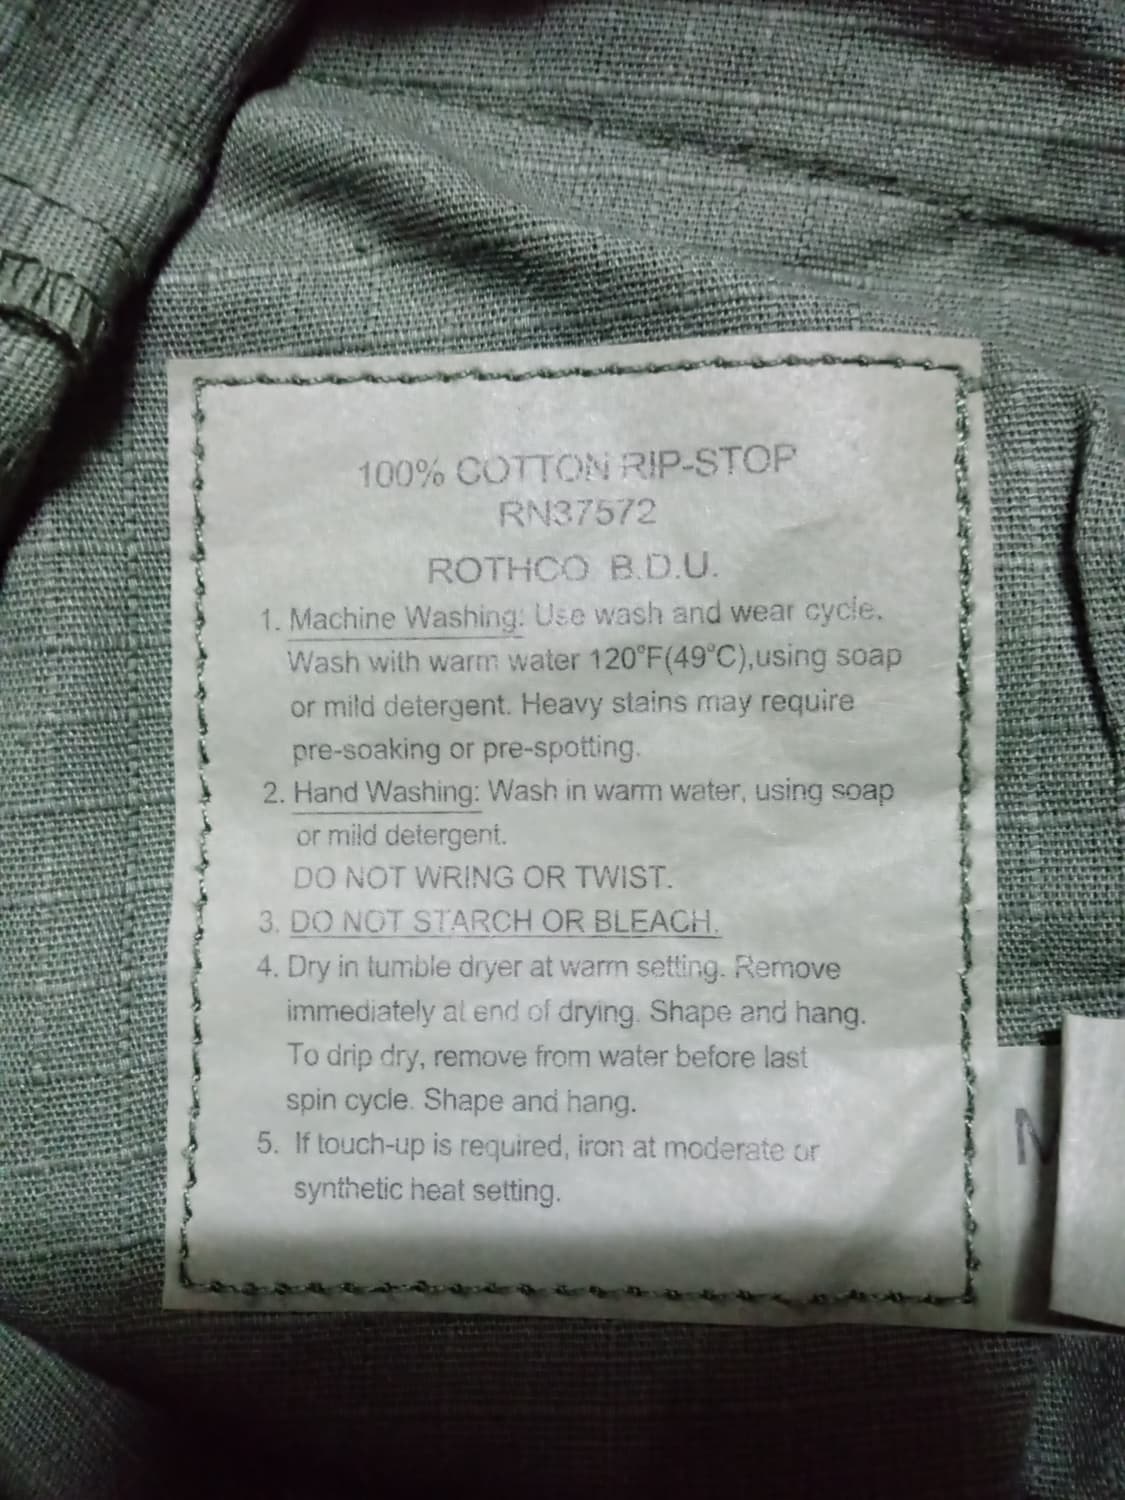 100% COTTON RIP-STOP
RN37572
ROTHCO B.D.U.
1. Machine Washing: Use wash and wear cycle.
Wash with warm water 120°F(49°C),using soap
or mild detergent. Heavy stains may require
pre-soaking or pre-spotting.
2. Hand Washing: Wash in warm water, using soap
or mild detergent.
DO NOT WRING OR TWIST.
3. DO NOT STARCH OR BLEACH.
4. Dry in tumble dryer at warm setting. Remove
immediately at end of drying. Shape and hang.
To drip dry, remove from water before last
spin cycle. Shape and hang.
5. If touch-up is required, iron at moderate or
synthetic heat setting.